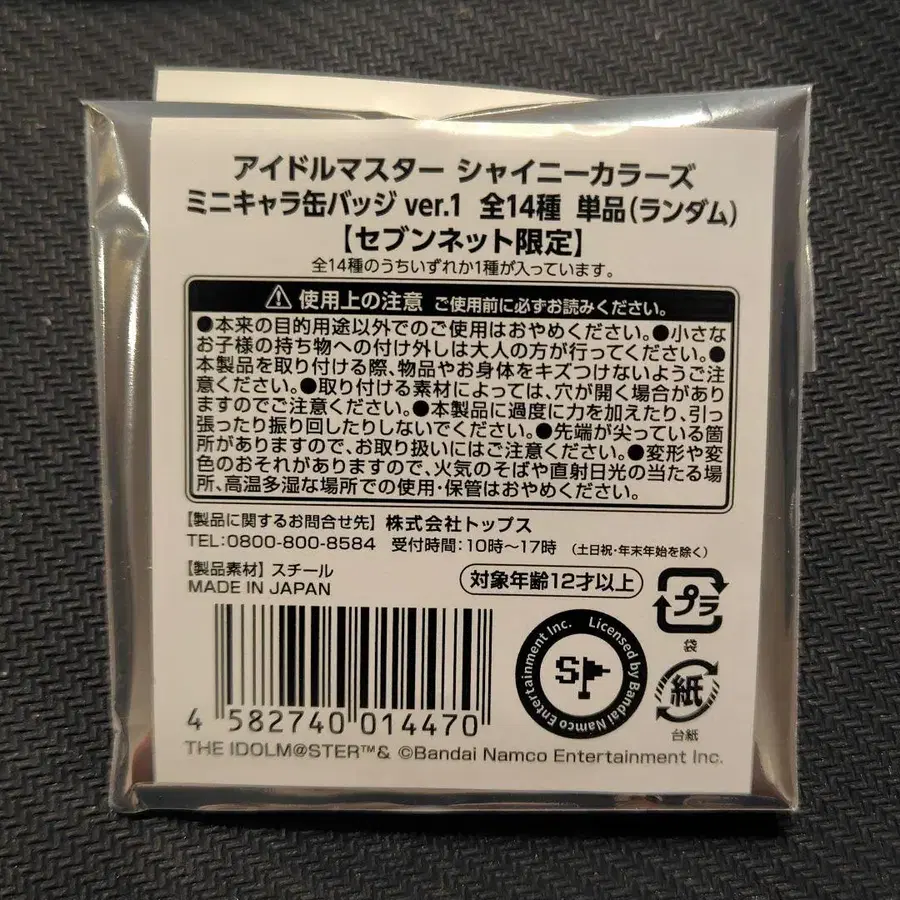 アイドルマスター シャイニーカラーズ
ミニキャラ缶バッジ ver.1 全14種 単品(ランダム)
【セブンネット限定】
全14種のうちいずれか1種が入っています。
⚠ 使用上の注意 ご使用前に必ずお読みください。
●本来の目的用途以外でのご使用はおやめください。●小さな
お子様の持ち物への付け外しは大人の方が行ってください。●
本製品を取り付ける際、物品やお身体をキズつけないようご注
意ください。●取り付ける素材によっては、穴が開く場合があり
ますのでご注意ください。●本製品に過度に力を加えたり、引っ
張ったり振り回したりしないでください。●先端が尖っている箇
所がありますので、お取り扱いにはご注意ください。●変形や変
色のおそれがありますので、火気のそばや直射日光の当たる場
所、高温多湿な場所での使用・保管はおやめください。
【製品に関するお問合せ先】 株式会社トップス
TEL:0800-800-8584 受付時間:10時～17時 (土日祝・年末年始を除く)
【製品素材】 スチール
MADE IN JAPAN
対象年齢12才以上
プラ
袋
Licensed by Bandai Namco Entertainment Inc.
S
紙
台紙
4 582740 014470
THE IDOLM@STER™& ©Bandai Namco Entertainment Inc.